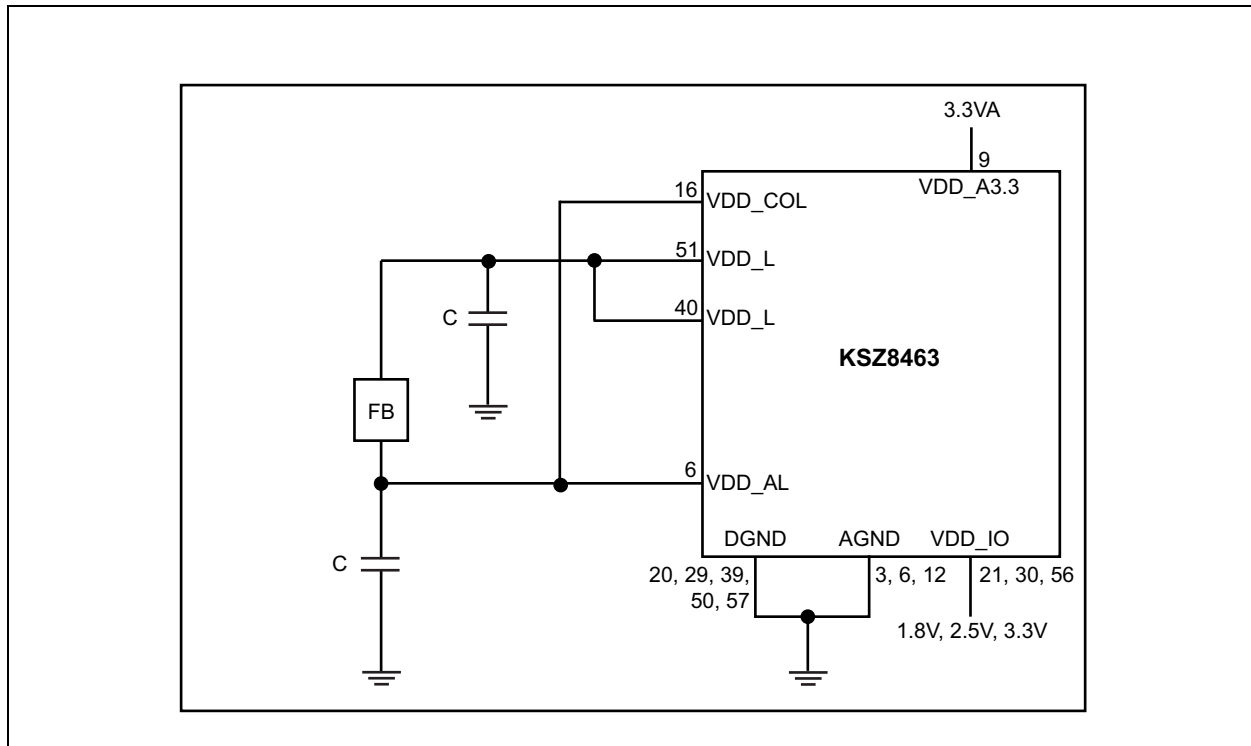 3.3VA
9
VDD_A3.3
16
VDD_COL
51
VDD_L
C
40
VDD_L
KSZ8463
FB
6
VDD_AL
DGND
AGND
VDD_IO
C
20, 29, 39,
50, 57
3, 6, 12
21, 30, 56
1.8V, 2.5V, 3.3V